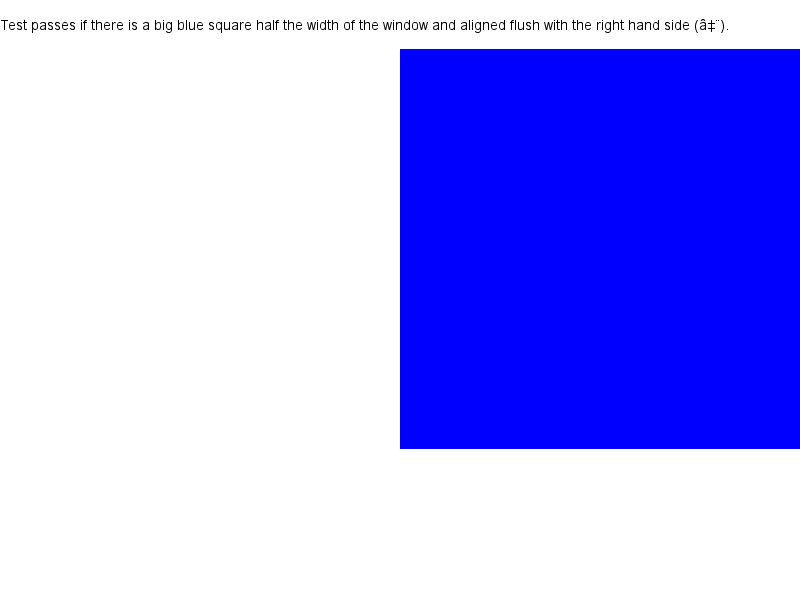 Test passes if there is a big blue square half the width of the window and aligned flush with the right hand side (â‡¨).